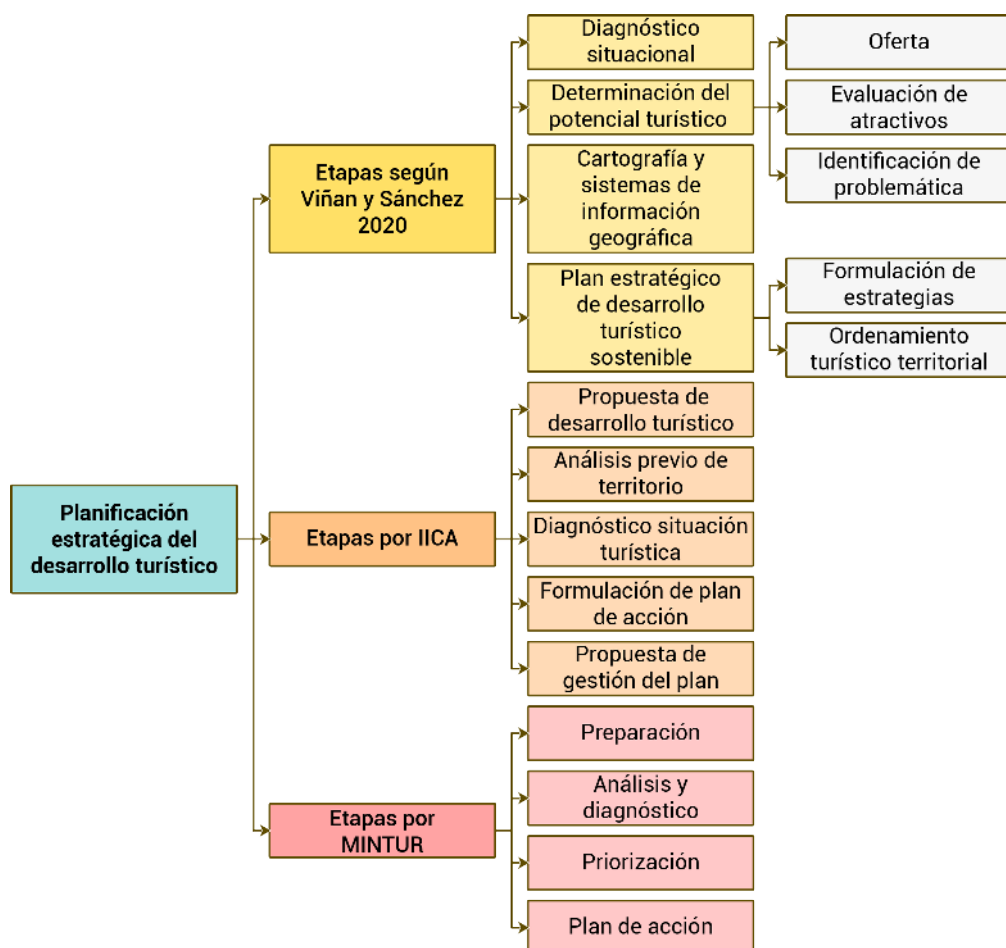 Planificación
estratégica del
desarrollo turístico
Etapas según
Viñan y Sánchez
2020
Diagnóstico
situacional
Determinación del
potencial turístico
Oferta
Evaluación de
atractivos
Identificación de
problemática
Cartografía y
sistemas de
información
geográfica
Plan estratégico
de desarrollo
turístico
sostenible
Formulación de
estrategias
Ordenamiento
turístico territorial
Etapas por IICA
Propuesta de
desarrollo turístico
Análisis previo de
territorio
Diagnóstico situación
turística
Formulación de plan
de acción
Propuesta de
gestión del plan
Etapas por
MINTUR
Preparación
Análisis y
diagnóstico
Priorización
Plan de acción